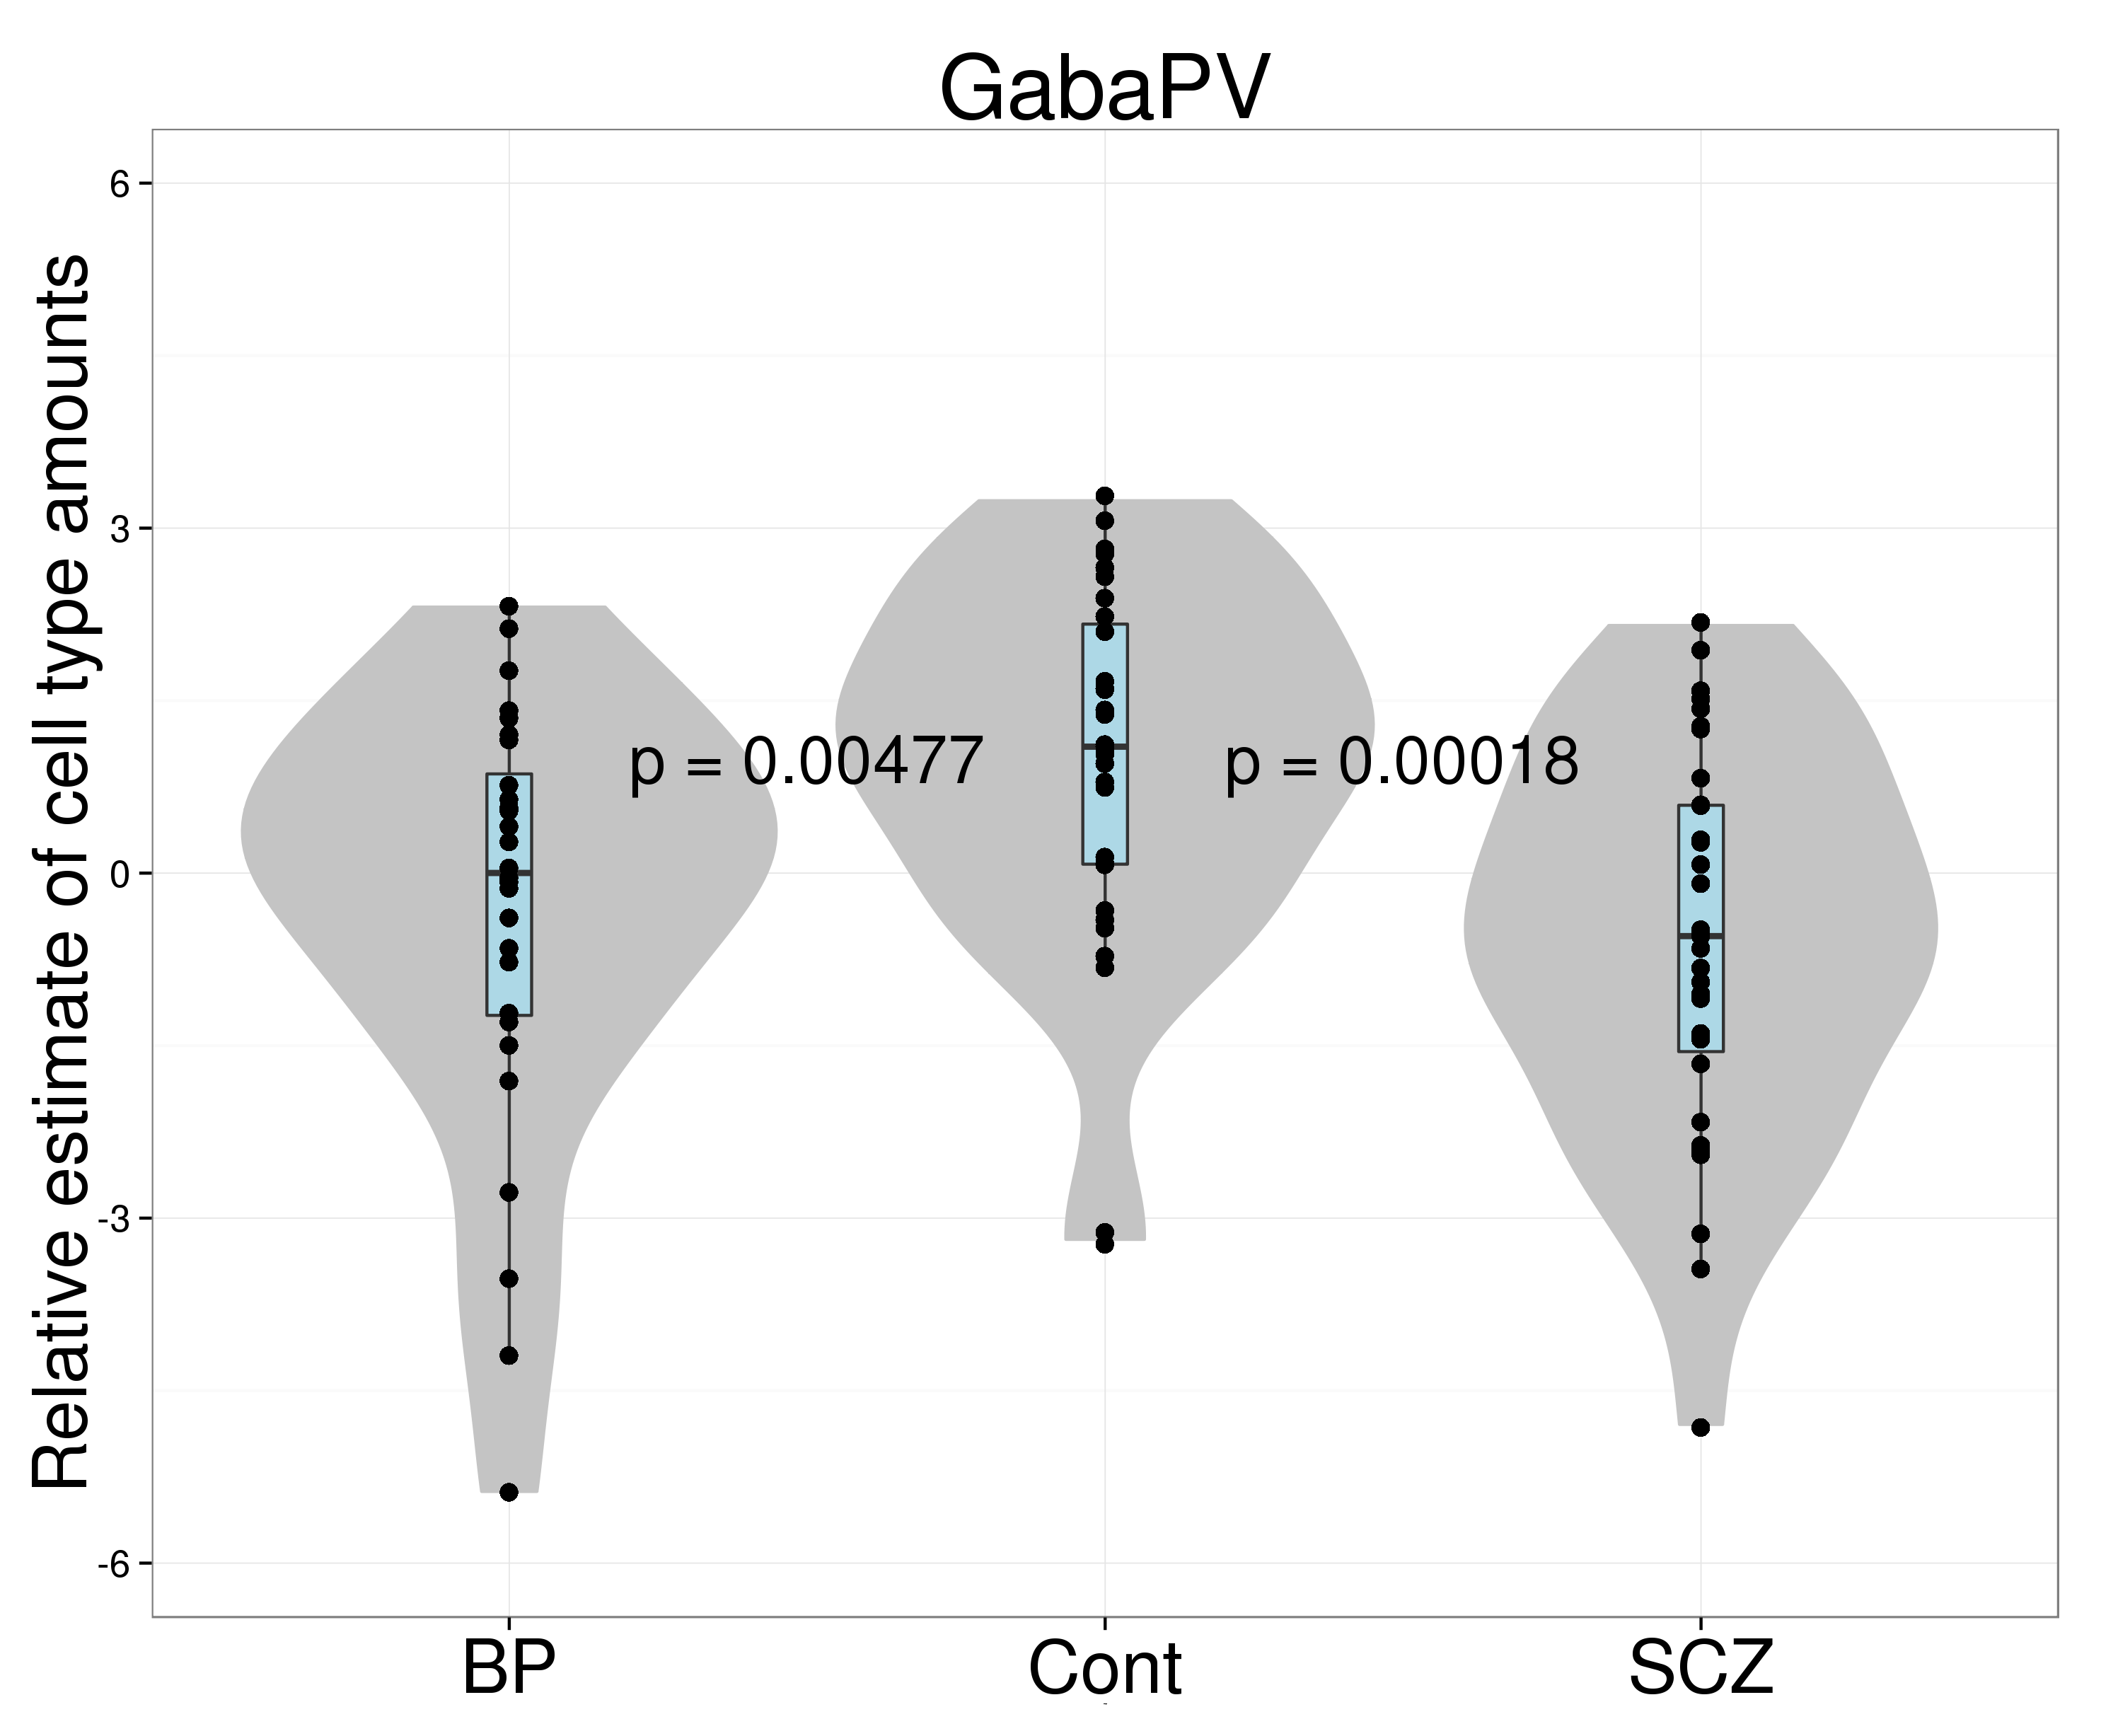 GabaPV
Relative estimate of cell type amounts
6
3
0
-3
-6
p = 0.00477
p = 0.00018
BP
Cont
SCZ